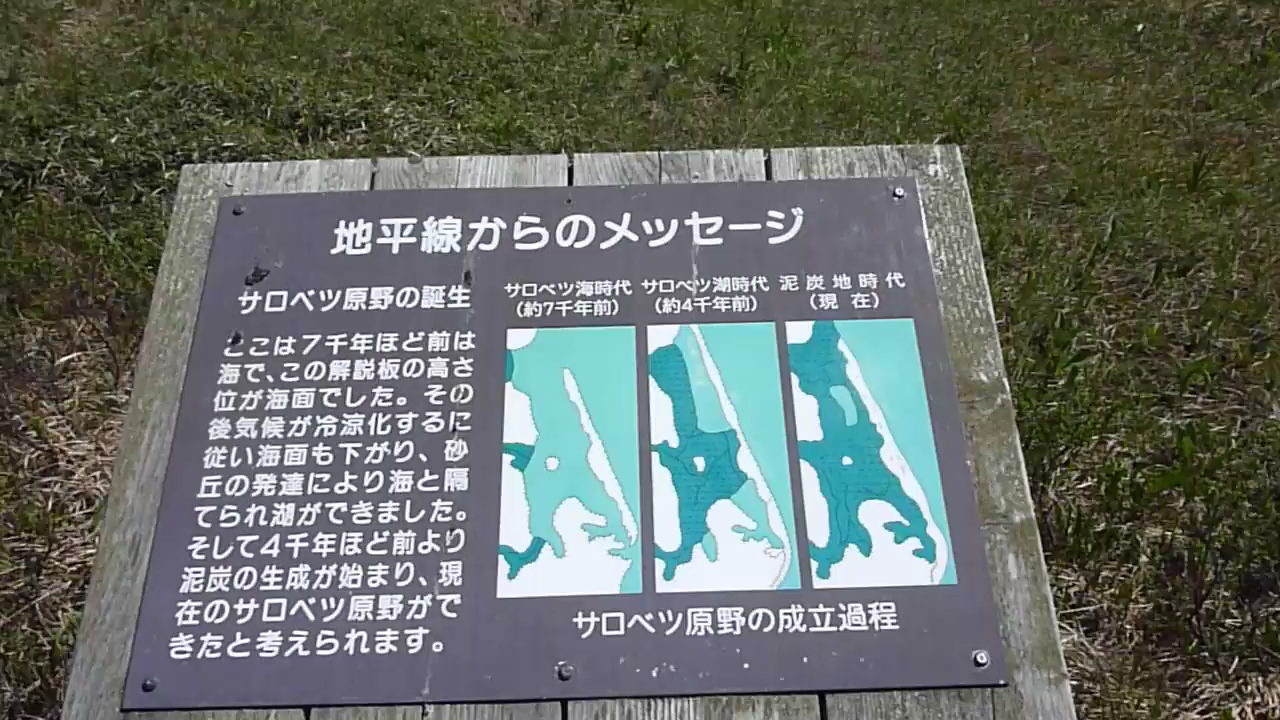 地平線からのメッセージ
サロベツ原野の誕生
ここは7千年ほど前は
海で、この解説板の高さ
位が海面でした。その
後気候が冷涼化するに
従い海面も下がり、砂
丘の発達により海と隔
てられ湖ができました。
そして4千年ほど前より
泥炭の生成が始まり、現
在のサロベツ原野がで
きたと考えられます。
サロベツ海時代
(約7千年前)
サロベツ湖時代
(約4千年前)
泥炭地時代
(現在)
サロベツ原野の成立過程